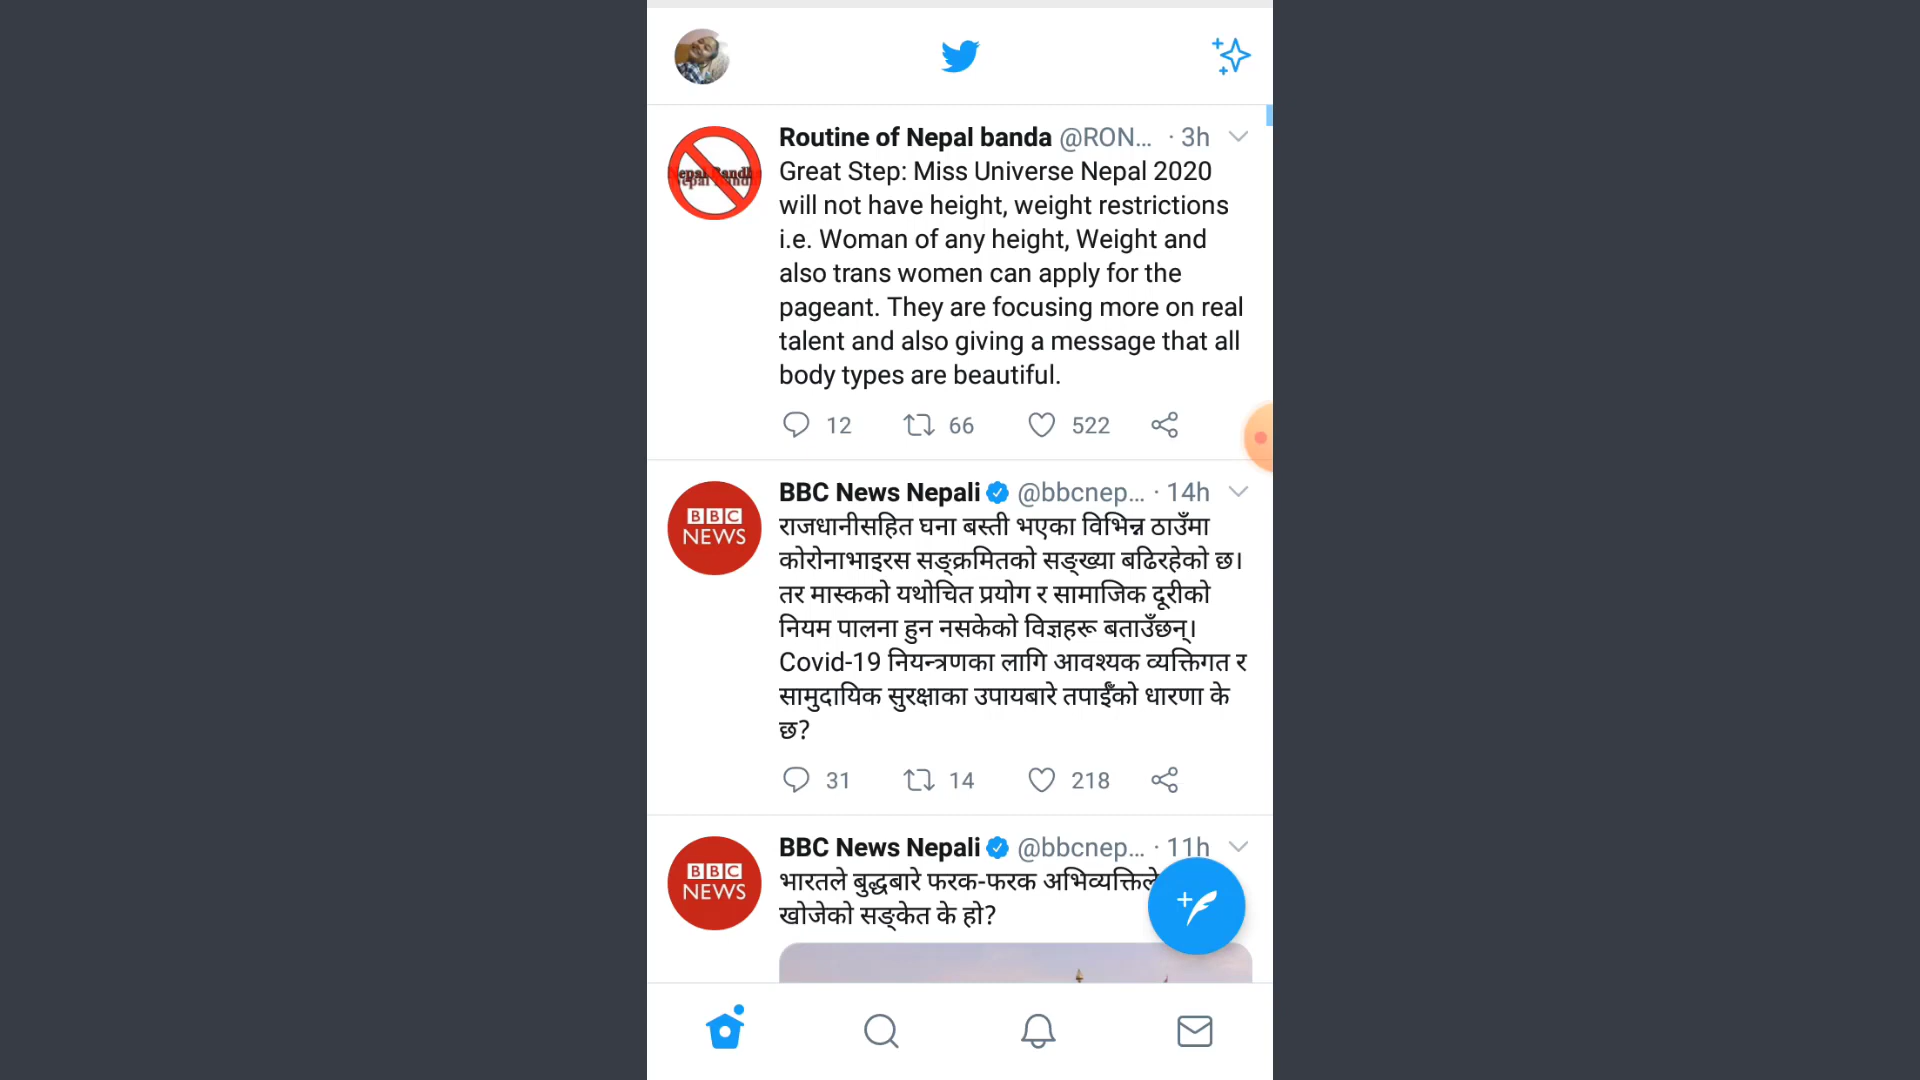 Routine of Nepal banda @RON... · 3h
Great Step: Miss Universe Nepal 2020
will not have height, weight restrictions
i.e. Woman of any height, Weight and
also trans women can apply for the
pageant. They are focusing more on real
talent and also giving a message that all
body types are beautiful.
12 66 522
BBC News Nepali @bbcnep... · 14h
BBC
NEWS
राजधानीसहित घना बस्ती भएका विभिन्न ठाउँमा
कोरोनाभाइरस सङ्क्रमितको सङ्ख्या बढिरहेको छ।
तर मास्कको यथोचित प्रयोग र सामाजिक दूरीको
नियम पालना हुन नसकेको विज्ञहरू बताउँछन्।
Covid-19 नियन्त्रणका लागि आवश्यक व्यक्तिगत र
सामुदायिक सुरक्षाका उपायबारे तपाईँको धारणा के
छ?
31 14 218
BBC News Nepali @bbcnep... · 11h
BBC
NEWS
भारतले बुद्धबारे फरक-फरक अभिव्यक्तिले
खोजेको सङ्केत के हो?